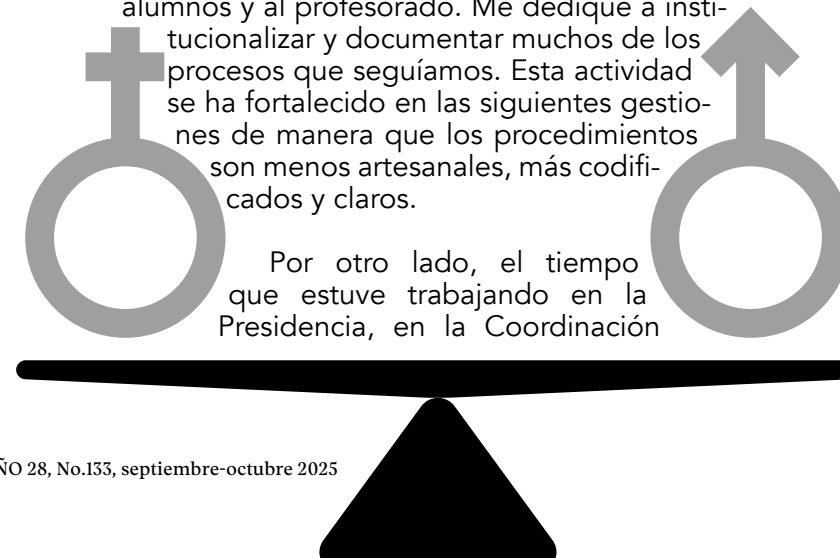 alumnos y al profesorado. Me dediqué a insti-
tucionalizar y documentar muchos de los
procesos que seguíamos. Esta actividad
se ha fortalecido en las siguientes gestio-
nes de manera que los procedimientos
son menos artesanales, más codifi-
cados y claros.
Por otro lado, el tiempo
que estuve trabajando en la
Presidencia, en la Coordinación
ÑO 28, No.133, septiembre-octubre 2025